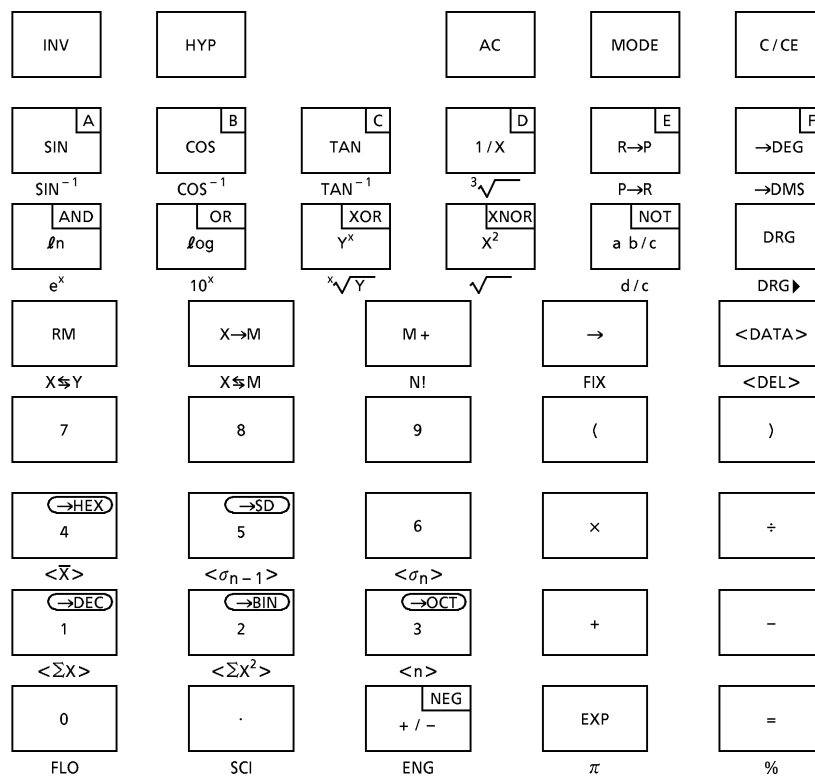 INV HYP AC MODE C/CE
A B C D E F
SIN COS TAN 1/X R→P →DEG
SIN⁻¹ COS⁻¹ TAN⁻¹ ³√ P→R →DMS
AND OR XOR XNOR NOT
ℓn ℓog Yˣ X² a b/c DRG
eˣ 10ˣ ˣ√Y √ d/c DRG▶
RM X→M M+ → <DATA>
X⇆Y X⇆M N! FIX <DEL>
7 8 9 ( )
→HEX →SD
4 5 6 × ÷
<X̅> <σn−1> <σn>
→DEC →BIN →OCT
1 2 3 + −
<ΣX> <ΣX²> <n>
NEG
0 . +/− EXP =
FLO SCI ENG π %